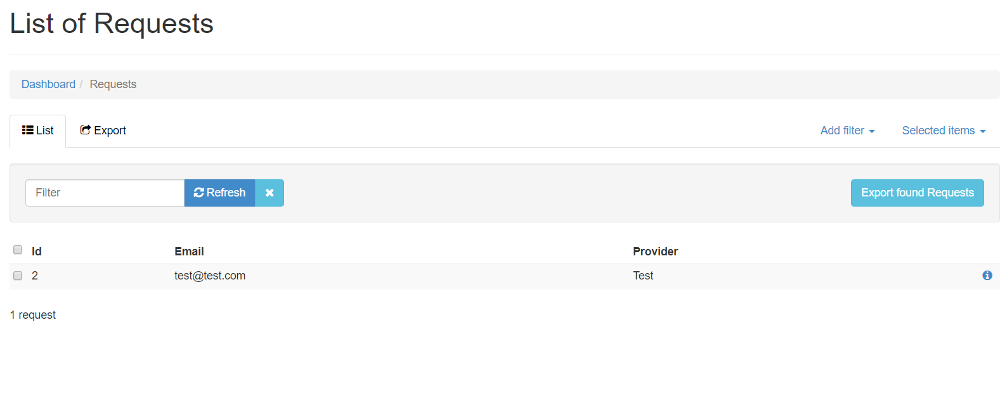 List of Requests
Dashboard / Requests
List Export Add filter Selected items
Filter Refresh Export found Requests
Id Email Provider
2 test@test.com Test
1 request